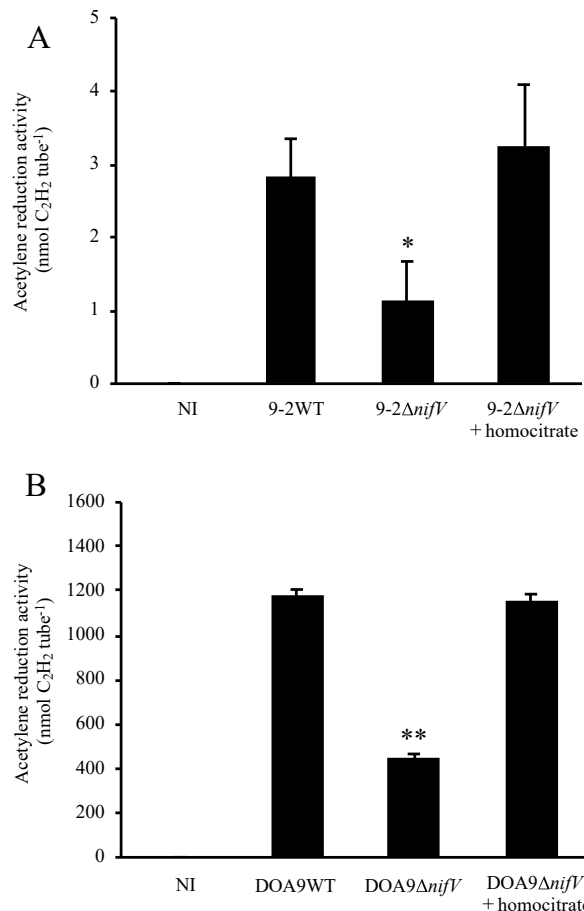 A
Acetylene reduction activity
(nmol C₂H₂ tube⁻¹)
5
4
3
2
1
0
*
NI
9-2WT
9-2ΔnifV
9-2ΔnifV
+ homocitrate
B
Acetylene reduction activity
(nmol C₂H₂ tube⁻¹)
1600
1400
1200
1000
800
600
400
200
0
**
NI
DOA9WT
DOA9ΔnifV
DOA9ΔnifV
+ homocitrate